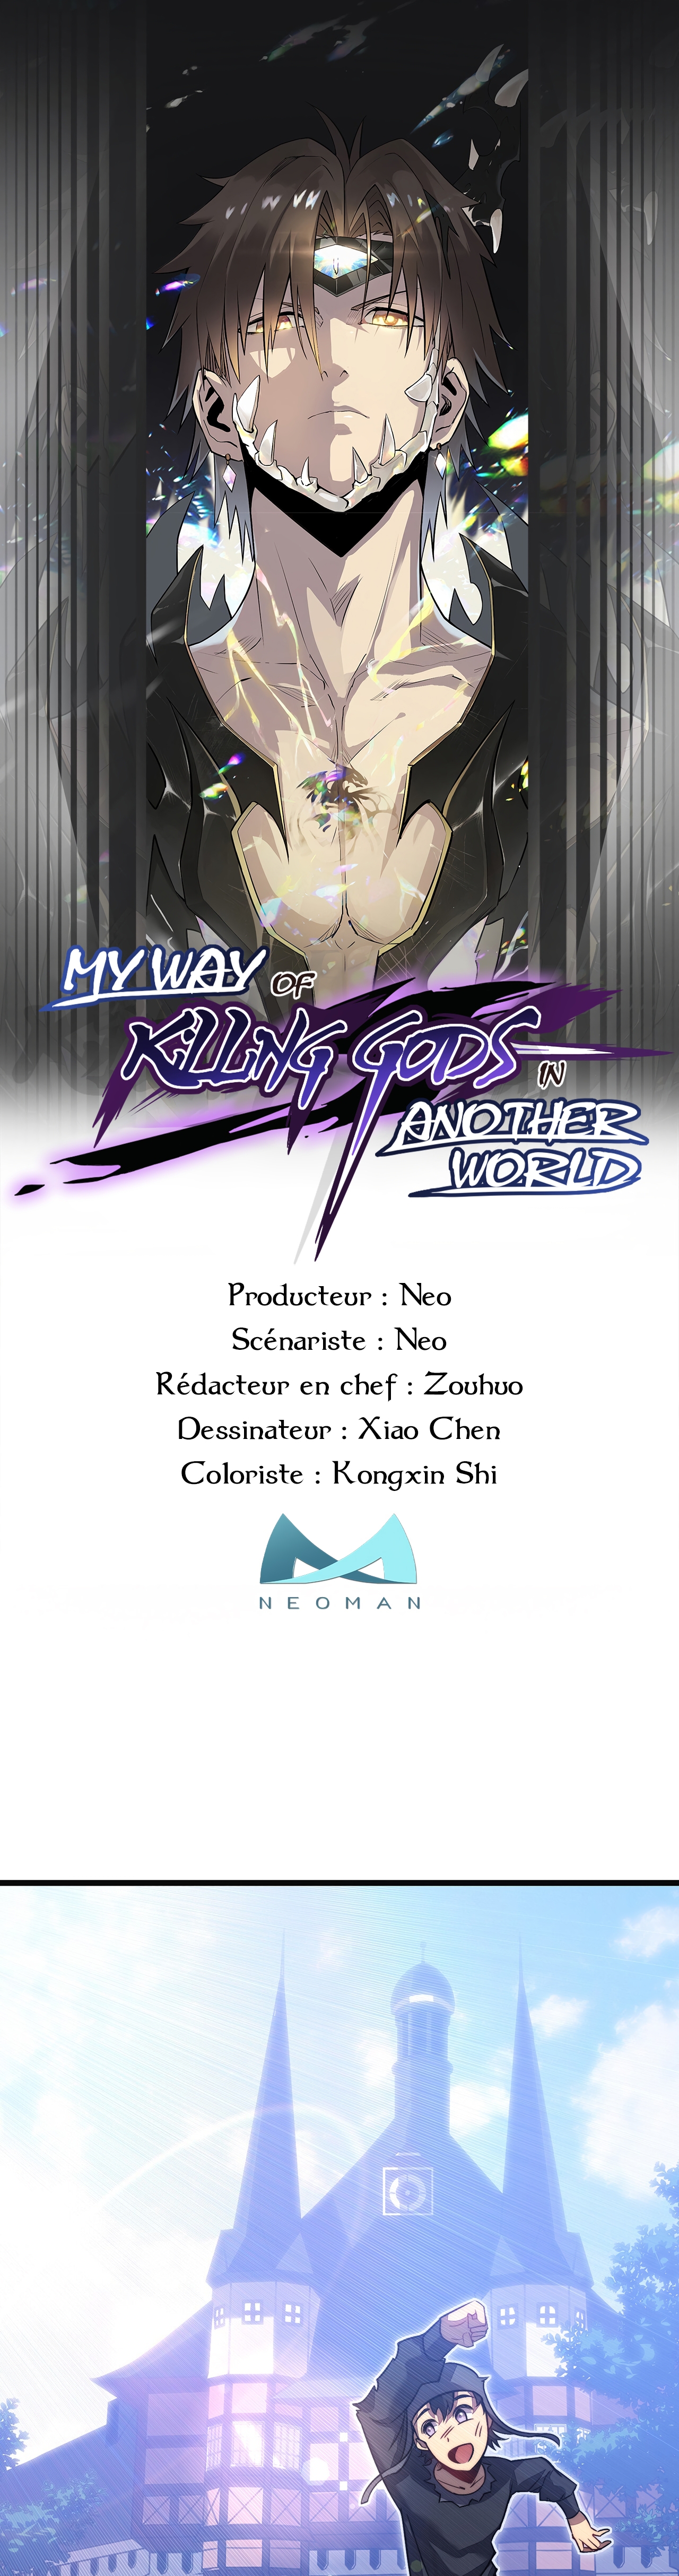 MY WAY OF
KILLING GODS IN
ANOTHER
WORLD
Producteur : Neo
Scénariste : Neo
Rédacteur en chef : Zouhuo
Dessinateur : Xiao Chen
Coloriste : Kongxin Shi
NEOMAN